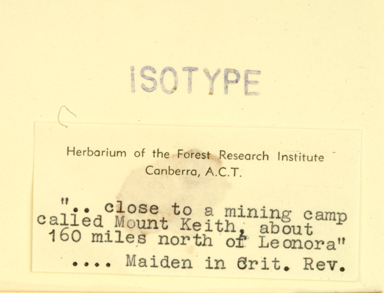 ISOTYPE
Herbarium of the Forest Research Institute
Canberra, A.C.T.
".. close to a mining camp
called Mount Keith, about
160 miles north of Leonora"
.... Maiden in Crit. Rev.